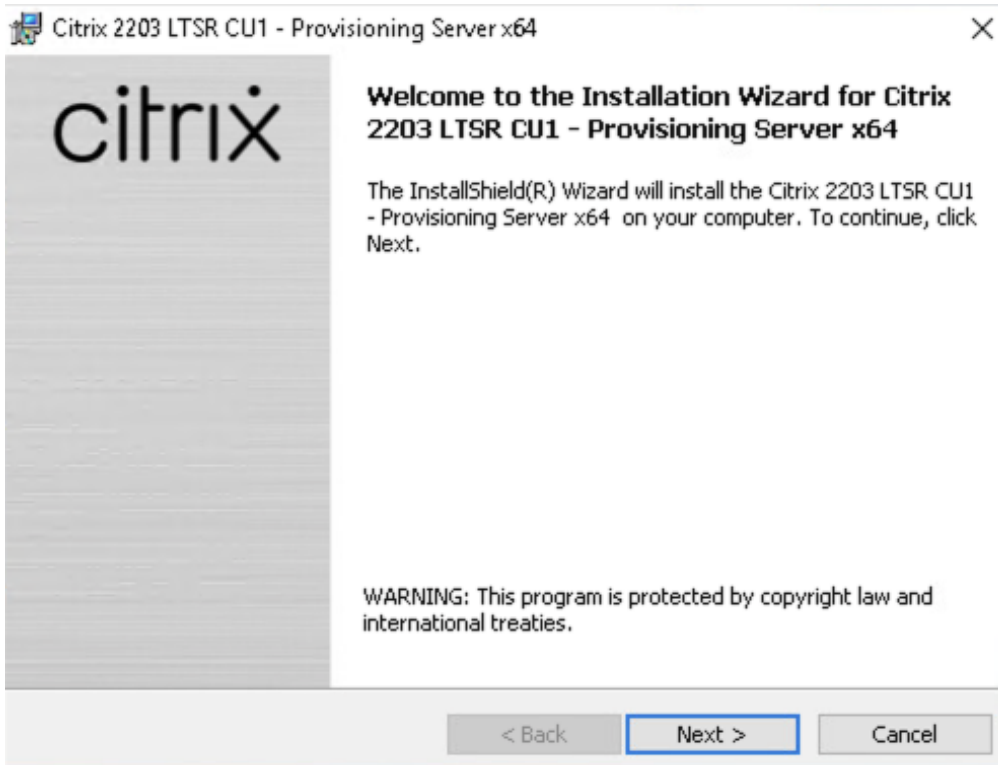 Citrix 2203 LTSR CU1 - Provisioning Server x64
citrix
Welcome to the Installation Wizard for Citrix
2203 LTSR CU1 - Provisioning Server x64
The InstallShield(R) Wizard will install the Citrix 2203 LTSR CU1
- Provisioning Server x64 on your computer. To continue, click
Next.
WARNING: This program is protected by copyright law and
international treaties.
< Back
Next >
Cancel